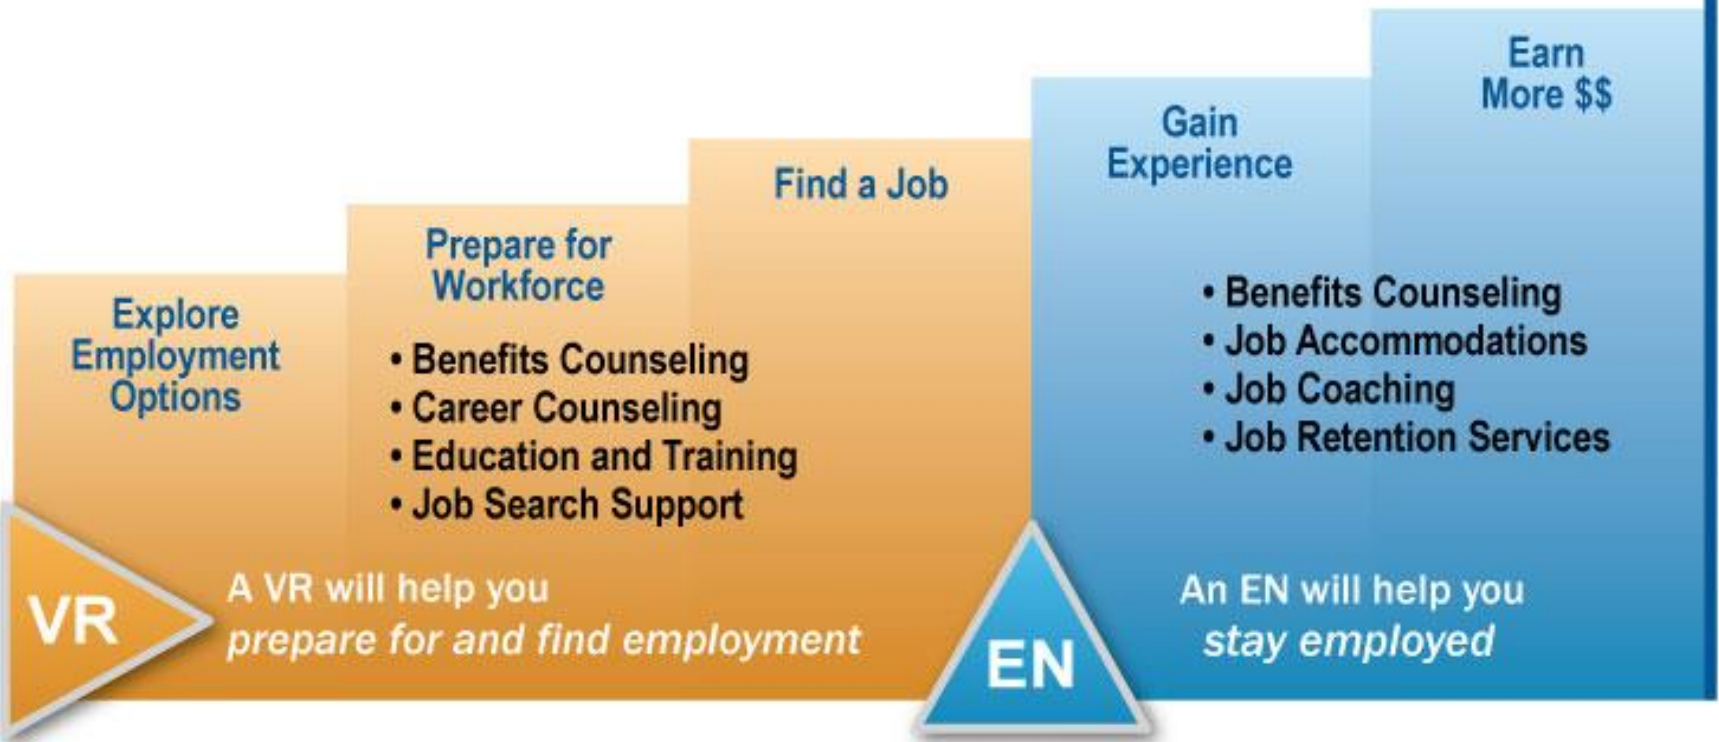 Explore
Employment
Options
Prepare for
Workforce
• Benefits Counseling
• Career Counseling
• Education and Training
• Job Search Support
Find a Job
VR
A VR will help you
prepare for and find employment
Gain
Experience
Earn
More $$
• Benefits Counseling
• Job Accommodations
• Job Coaching
• Job Retention Services
EN
An EN will help you
stay employed